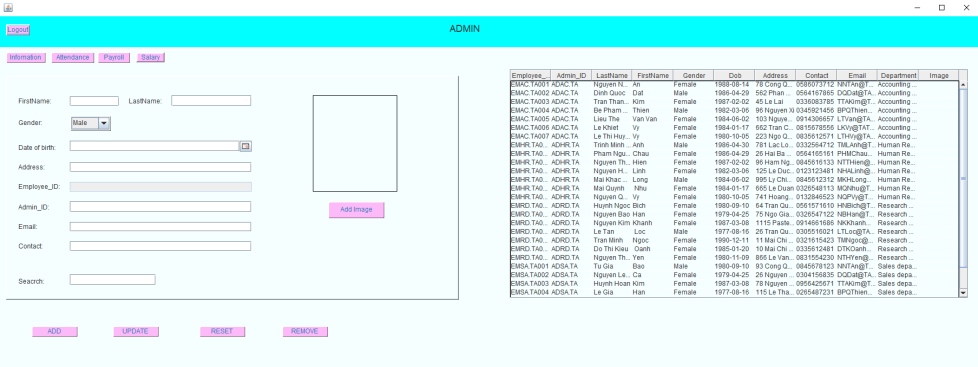 ADMIN
Logout
Infomation Attendance Payroll Salary
FirstName: LastName:
Gender: Male
Date of birth:
Address:
Employee_ID:
Admin_ID:
Email:
Contact
Seacrch:
Add Image
ADD UPDATE RESET REMOVE
Employee_... Admin_ID LastName FirstName Gender Dob Address Contact Email Department Image
EMAC.TA001 ADAC.TA Nguyen N... An Female 1988-08-14 78 Cong Q... 0586073712 NNTAn@T... Accounting ...
EMAC.TA002 ADAC.TA Dinh Quoc Dat Male 1986-04-29 562 Phan ... 0564167865 DQDat@TA... Accounting ...
EMAC.TA003 ADAC.TA Tran Than... Kim Female 1987-02-02 45 Le Lai 0336083785 TTAKim@T... Accounting ...
EMAC.TA004 ADAC.TA Be Pham ... Thien Male 1982-03-06 96 Nguyen Xi 0345921456 BPQThien... Accounting ...
EMAC.TA005 ADAC.TA Lieu The Van Van Female 1984-06-02 103 Nguye... 0914306657 LTVan@TA... Accounting ...
EMAC.TA006 ADAC.TA Le Khiet Vy Female 1984-01-17 662 Tran C... 0815678556 LKVy@TAT... Accounting ...
EMAC.TA007 ADAC.TA Le Thi Huy... Vy Female 1980-10-05 223 Ngo Q... 0835612571 LTHVy@TA... Accounting ...
EMHR.TA0... ADHR.TA Trinh Minh ... Anh Male 1986-04-30 781 Lac Lo... 0332564712 TMLAnh@T... Human Re...
EMHR.TA0... ADHR.TA Pham Ngu... Chau Female 1986-04-29 26 Hai Ba ... 0564165161 PHMChau... Human Re...
EMHR.TA0... ADHR.TA Nguyen Th... Hien Female 1987-02-02 96 Ham Ng... 0845616133 NTTHien@... Human Re...
EMHR.TA0... ADHR.TA Nguyen H... Linh Female 1982-03-06 125 Le Duc... 0123123481 NHALinh@... Human Re...
EMHR.TA0... ADHR.TA Mai Khac ... Long Male 1984-06-02 995 Ly Chi... 0845612312 MKHLong... Human Re...
EMHR.TA0... ADHR.TA Mai Quynh Nhu Female 1984-01-17 665 Le Duan 0326548113 MQNhu@T... Human Re...
EMHR.TA0... ADHR.TA Nguyen Q... Vy Female 1980-10-05 741 Hoang... 0132846523 NQPVy@T... Human Re...
EMRD.TA0... ADRD.TA Huynh Ngoc Bich Female 1980-09-10 64 Tran Qu... 0561571610 HNBich@T... Research ...
EMRD.TA0... ADRD.TA Nguyen Bao Han Female 1979-04-25 75 Ngo Gia... 0326547122 NBHan@T... Research ...
EMRD.TA0... ADRD.TA Nguyen Kim Khanh Female 1987-03-08 1115 Paste... 0914661686 NKKhanh... Research ...
EMRD.TA0... ADRD.TA Le Tan Loc Male 1977-08-16 26 Tran Qu... 0305516021 LTLoc@TA... Research ...
EMRD.TA0... ADRD.TA Tran Minh Ngoc Female 1990-12-11 11 Mai Chi ... 0321615423 TMNgoc@... Research ...
EMRD.TA0... ADRD.TA Do Thi Kieu Oanh Female 1985-01-20 10 Mai Chi ... 0335612481 DTKOanh... Research ...
EMRD.TA0... ADRD.TA Nguyen Th... Yen Female 1980-11-09 866 Le Van... 0831554230 NTHYen@... Research ...
EMSA.TA001 ADSA.TA Tu Gia Bao Male 1980-09-10 93 Cong Q... 0845678123 NNTAn@T... Sales depa...
EMSA.TA002 ADSA.TA Nguyen Le... Ca Female 1979-04-25 26 Nguyen ... 0304156835 DQDat@TA... Sales depa...
EMSA.TA003 ADSA.TA Huynh Hoan Kim Female 1987-03-08 78 Nguyen ... 0956425671 TTAKim@T... Sales depa...
EMSA.TA004 ADSA.TA Le Gia Han Female 1977-08-16 115 Le Tha... 0265487231 BPQThien... Sales depa...